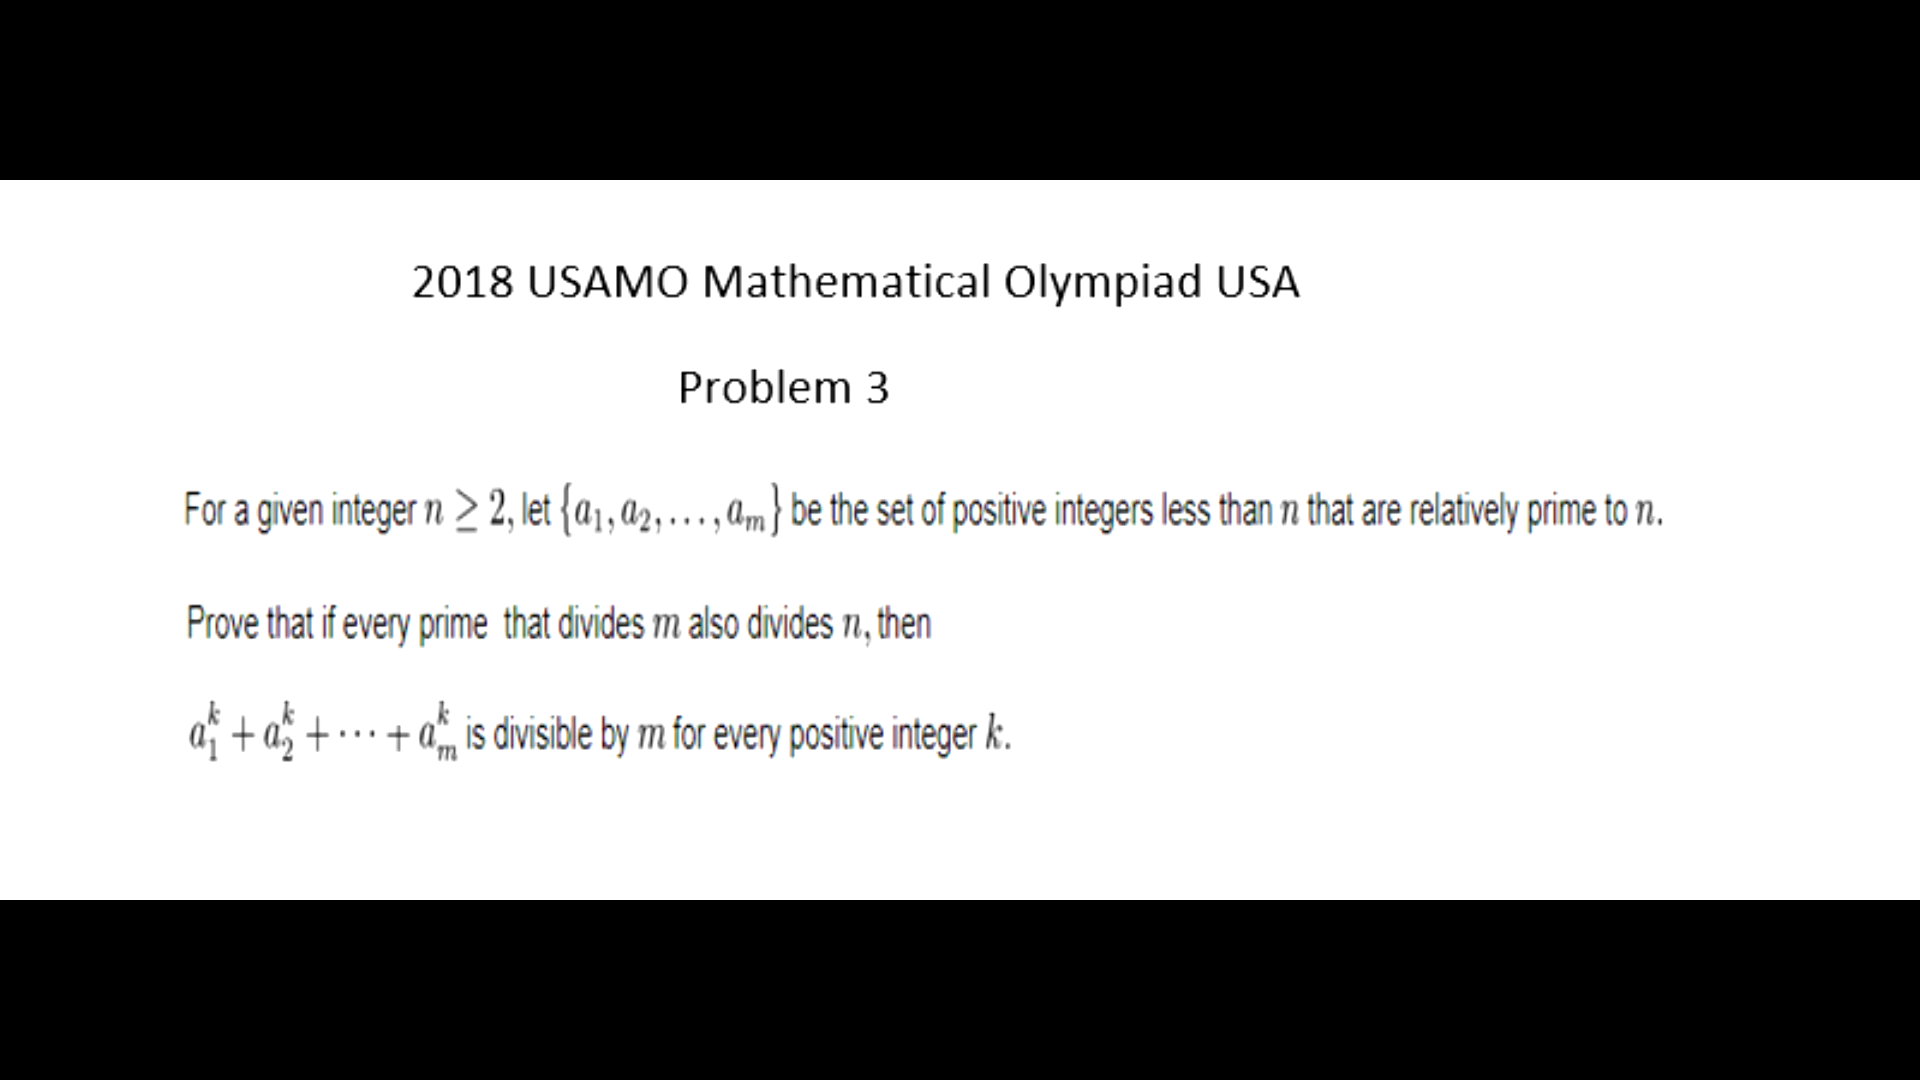 2018 USAMO Mathematical Olympiad USA
Problem 3
For a given integer n ≥ 2, let {a₁, a₂, …, aₘ} be the set of positive integers less than n that are relatively prime to n.
Prove that if every prime that divides m also divides n, then
a₁ᵏ + a₂ᵏ + ⋯ + aₘᵏ is divisible by m for every positive integer k.